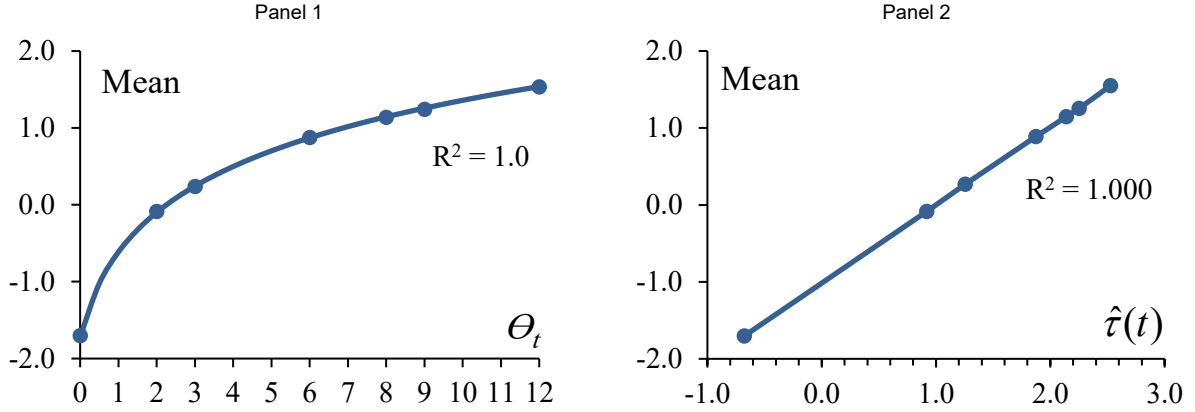 Panel 1
2.0
Mean
1.0
R² = 1.0
0.0
-1.0
Θₜ
-2.0
0 1 2 3 4 5 6 7 8 9 10 11 12
Panel 2
2.0
Mean
1.0
R² = 1.000
0.0
-1.0
τ̂(t)
-2.0
-1.0 0.0 1.0 2.0 3.0